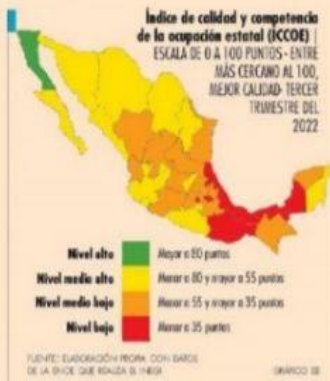 Índice de calidad y competencia
de la ocupación estatal (ICCOE) |
ESCALA DE 0 A 100 PUNTOS - ENTRE
MÁS CERCANO AL 100,
MEJOR CALIDAD- TERCER
TRIMESTRE DEL
2022
Nivel alto Mayor a 80 puntos
Nivel medio alto Menor a 80 y mayor a 55 puntos
Nivel medio bajo Menor a 55 y mayor a 35 puntos
Nivel bajo Menor a 35 puntos
FUENTE: ELABORACIÓN PROPIA CON DATOS
DE LA ENOE QUE REALIZA EL INEGI
GRÁFICO